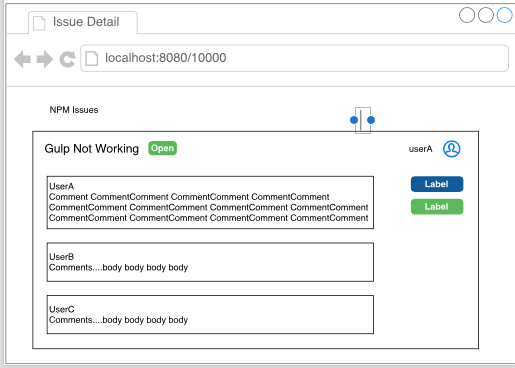 Issue Detail
localhost:8080/10000
NPM Issues
Gulp Not Working
Open
userA
UserA
Comment CommentComment CommentComment CommentComment
CommentComment CommentComment CommentComment CommentComment
CommentComment CommentComment CommentComment CommentComment
Label
Label
UserB
Comments....body body body body
UserC
Comments....body body body body